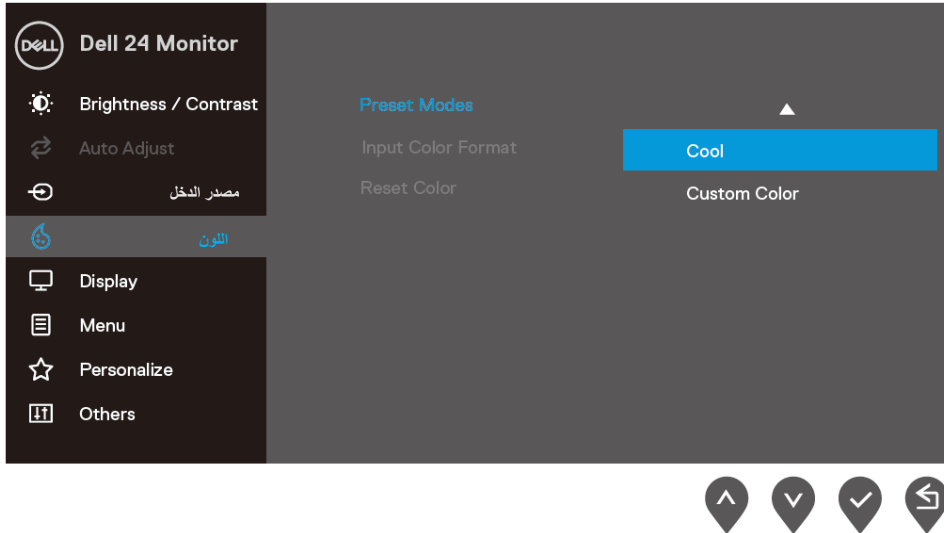 DELL Dell 24 Monitor
Brightness / Contrast
Auto Adjust
مصدر الدخل
اللون
Display
Menu
Personalize
Others
Preset Modes
Input Color Format
Reset Color
Cool
Custom Color